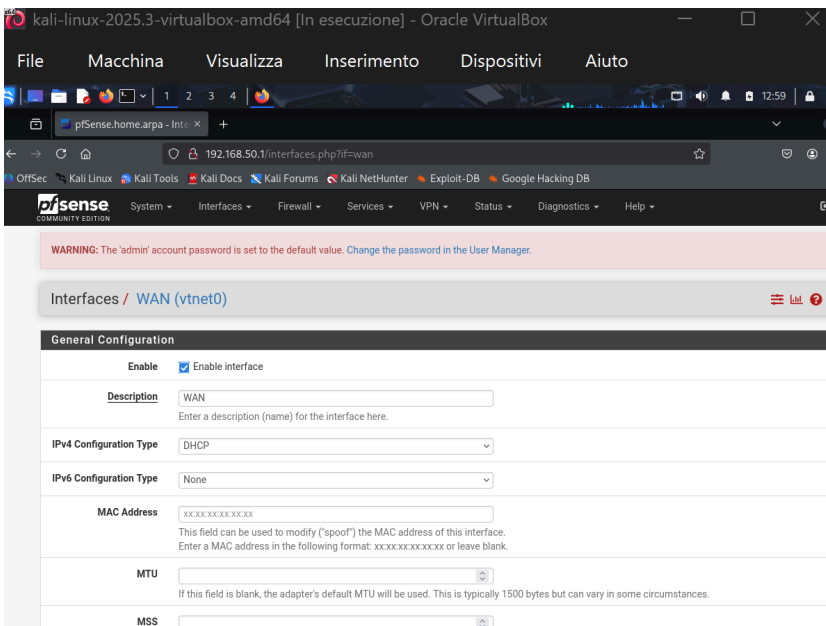 kali-linux-2025.3-virtualbox-amd64 [In esecuzione] - Oracle VirtualBox
File Macchina Visualizza Inserimento Dispositivi Aiuto
1 2 3 4 12:59
pfSense.home.arpa - Inte
192.168.50.1/interfaces.php?if=wan
OffSec Kali Linux Kali Tools Kali Docs Kali Forums Kali NetHunter Exploit-DB Google Hacking DB
pfsense System Interfaces Firewall Services VPN Status Diagnostics Help
COMMUNITY EDITION
WARNING: The 'admin' account password is set to the default value. Change the password in the User Manager.
Interfaces / WAN (vtnet0)
General Configuration
Enable Enable interface
Description WAN
Enter a description (name) for the interface here.
IPv4 Configuration Type DHCP
IPv6 Configuration Type None
MAC Address xx:xx:xx:xx:xx:xx
This field can be used to modify ("spoof") the MAC address of this interface.
Enter a MAC address in the following format: xx:xx:xx:xx:xx:xx or leave blank.
MTU
If this field is blank, the adapter's default MTU will be used. This is typically 1500 bytes but can vary in some circumstances.
MSS